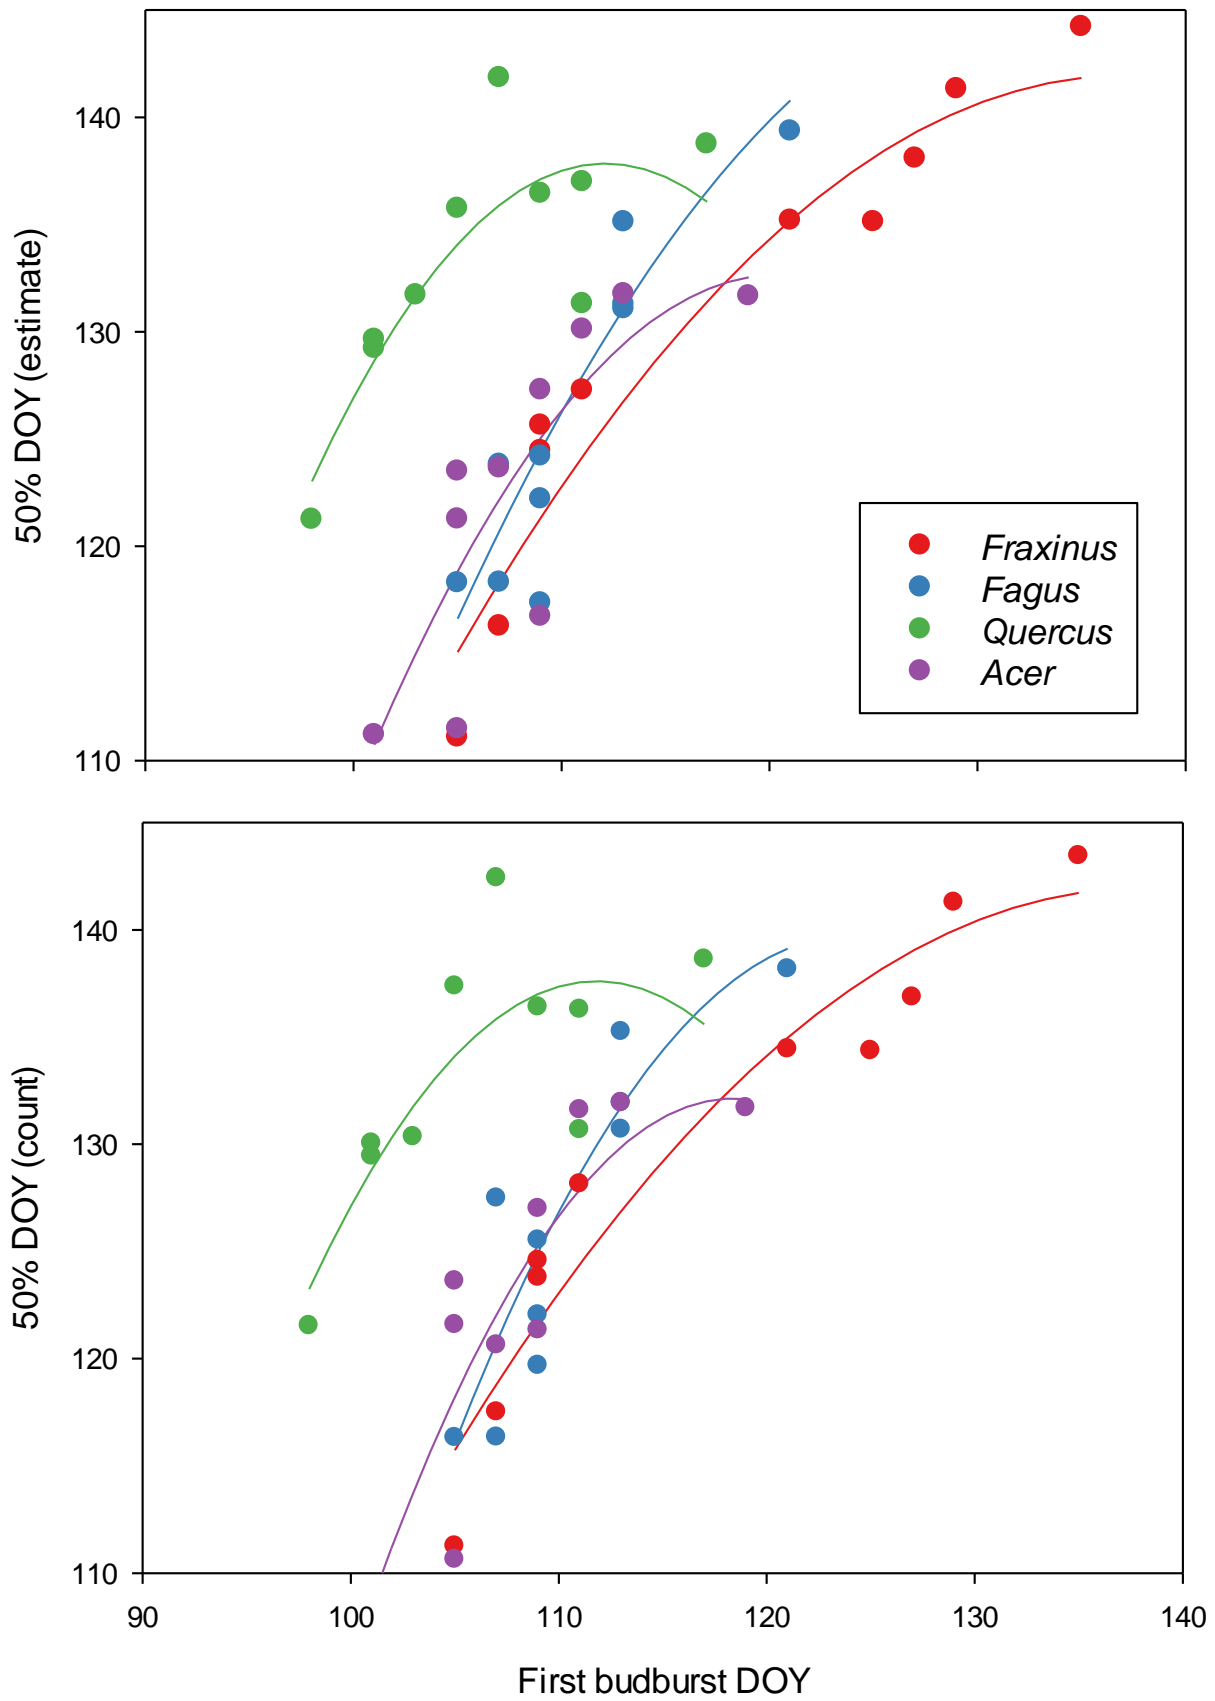 50% DOY (estimate)
140
130
120
110
Fraxinus
Fagus
Quercus
Acer
50% DOY (count)
140
130
120
110
90 100 110 120 130 140
First budburst DOY